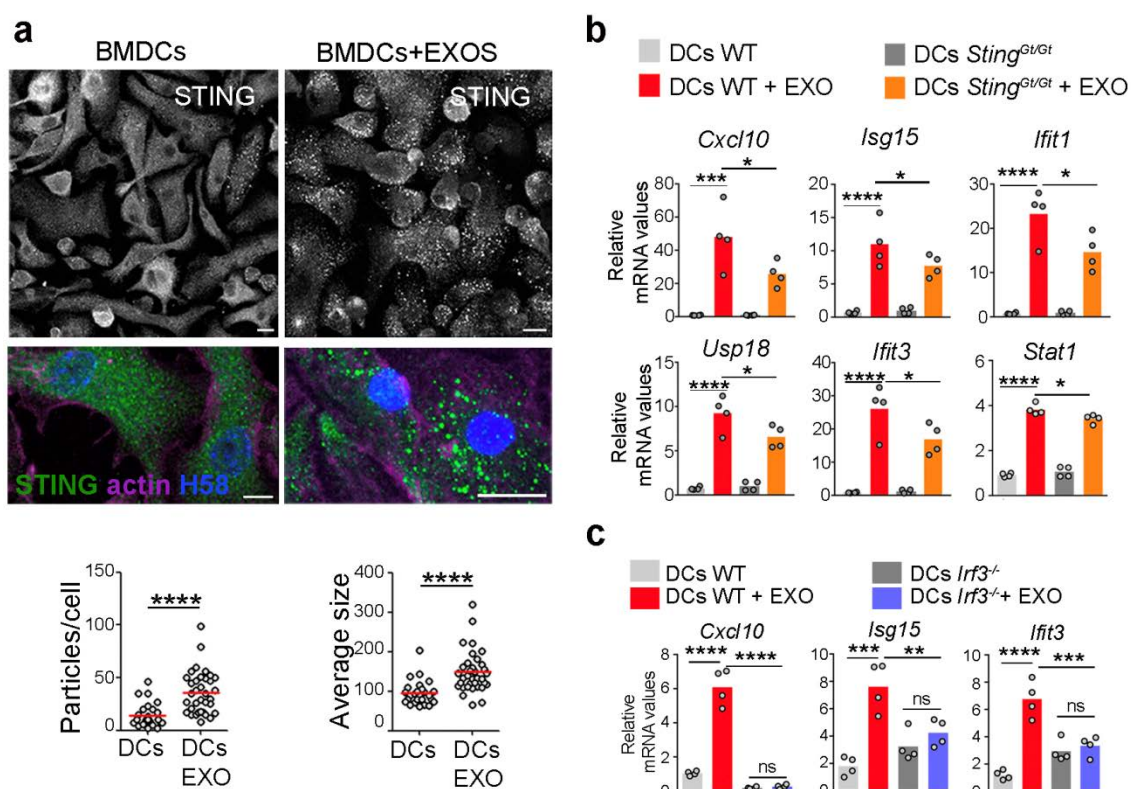 a
BMDCs
BMDCs+EXOS
STING
STING
STING actin H58
Particles/cell
150
100
50
0
****
DCs
DCs
EXO
Average size
400
300
200
100
0
****
DCs
DCs
EXO
b
DCs WT
DCs StingGt/Gt
DCs WT + EXO
DCs StingGt/Gt + EXO
Cxcl10
Relative
mRNA values
80
60
40
20
0
***
*
Isg15
20
15
10
5
0
****
*
Ifit1
30
20
10
0
****
*
Usp18
Relative
mRNA values
15
10
5
0
****
*
Ifit3
40
30
20
10
0
****
*
Stat1
6
4
2
0
****
*
c
DCs WT
DCs Irf3-/-
DCs WT + EXO
DCs Irf3-/-+ EXO
Cxcl10
Relative
mRNA values
8
6
4
2
0
****
****
ns
Isg15
10
8
6
4
2
0
***
**
ns
Ifit3
10
8
6
4
2
0
****
***
ns